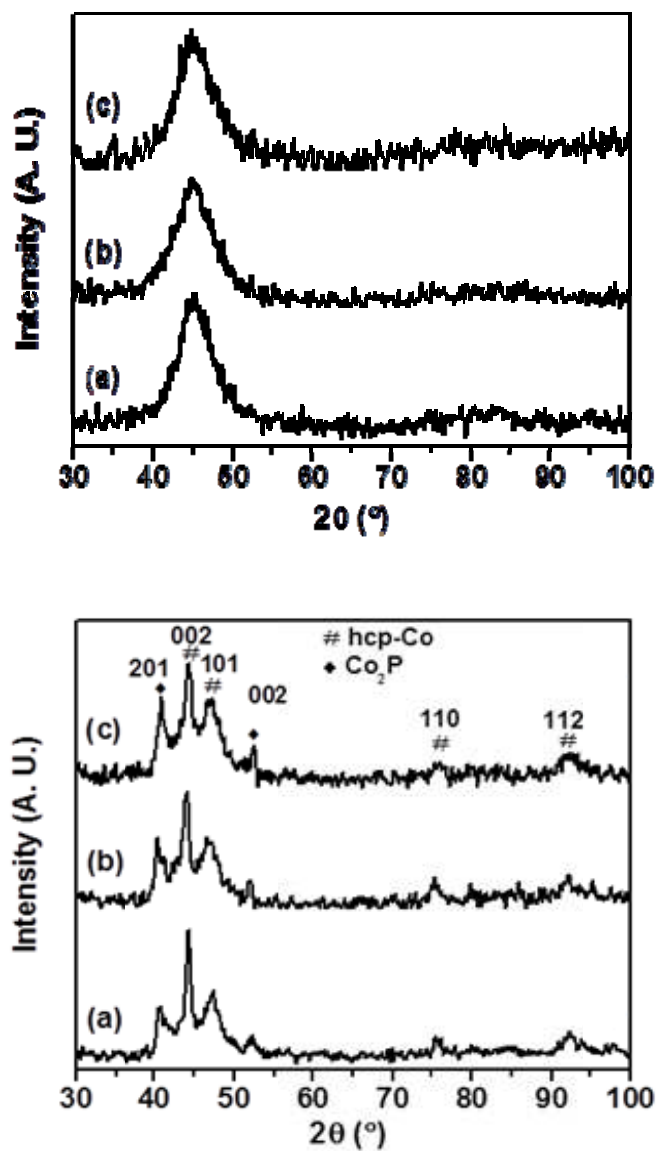 (c)
(b)
(a)
Intensity (A. U.)
30 40 50 60 70 80 90 100
2θ (º)
002
# hcp-Co
201
# 101
◆ Co₂P
002
110
112
(c)
(b)
(a)
Intensity (A. U.)
30 40 50 60 70 80 90 100
2θ (°)